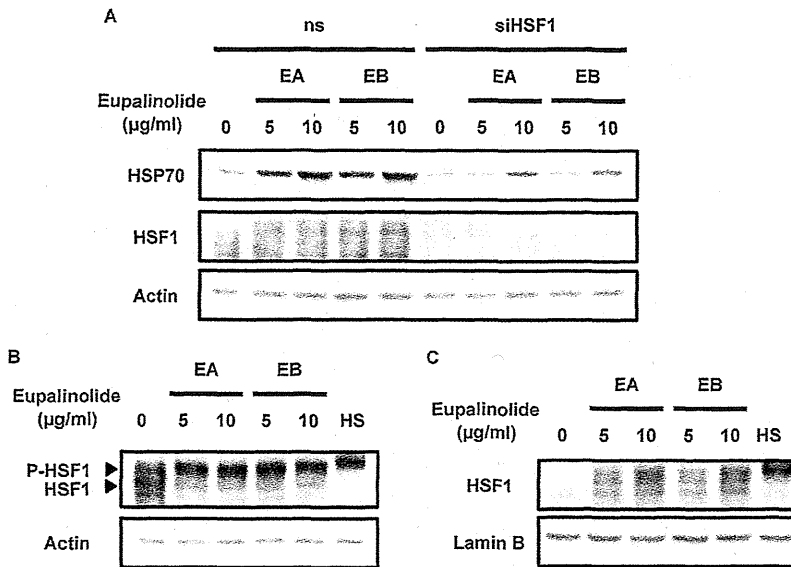 A
ns siHSF1
EA EB EA EB
Eupalinolide
(µg/ml) 0 5 10 5 10 0 5 10 5 10
HSP70
HSF1
Actin
B
EA EB
Eupalinolide
(µg/ml) 0 5 10 5 10 HS
P-HSF1
HSF1
Actin
C
EA EB
Eupalinolide
(µg/ml) 0 5 10 5 10 HS
HSF1
Lamin B